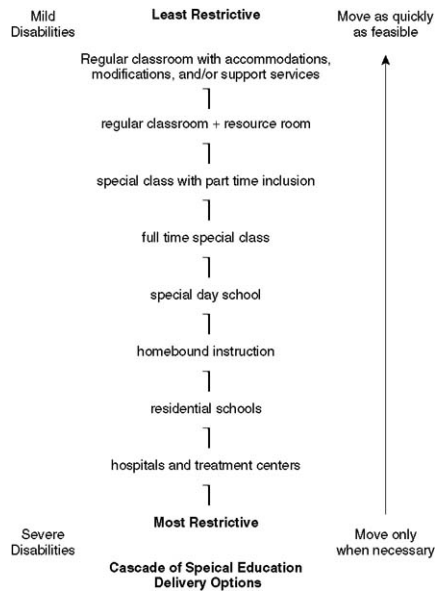 Mild
Disabilities
Least Restrictive
Move as quickly
as feasible
Regular classroom with accommodations,
modifications, and/or support services
regular classroom + resource room
special class with part time inclusion
full time special class
special day school
homebound instruction
residential schools
hospitals and treatment centers
Most Restrictive
Severe
Disabilities
Move only
when necessary
Cascade of Speical Education
Delivery Options